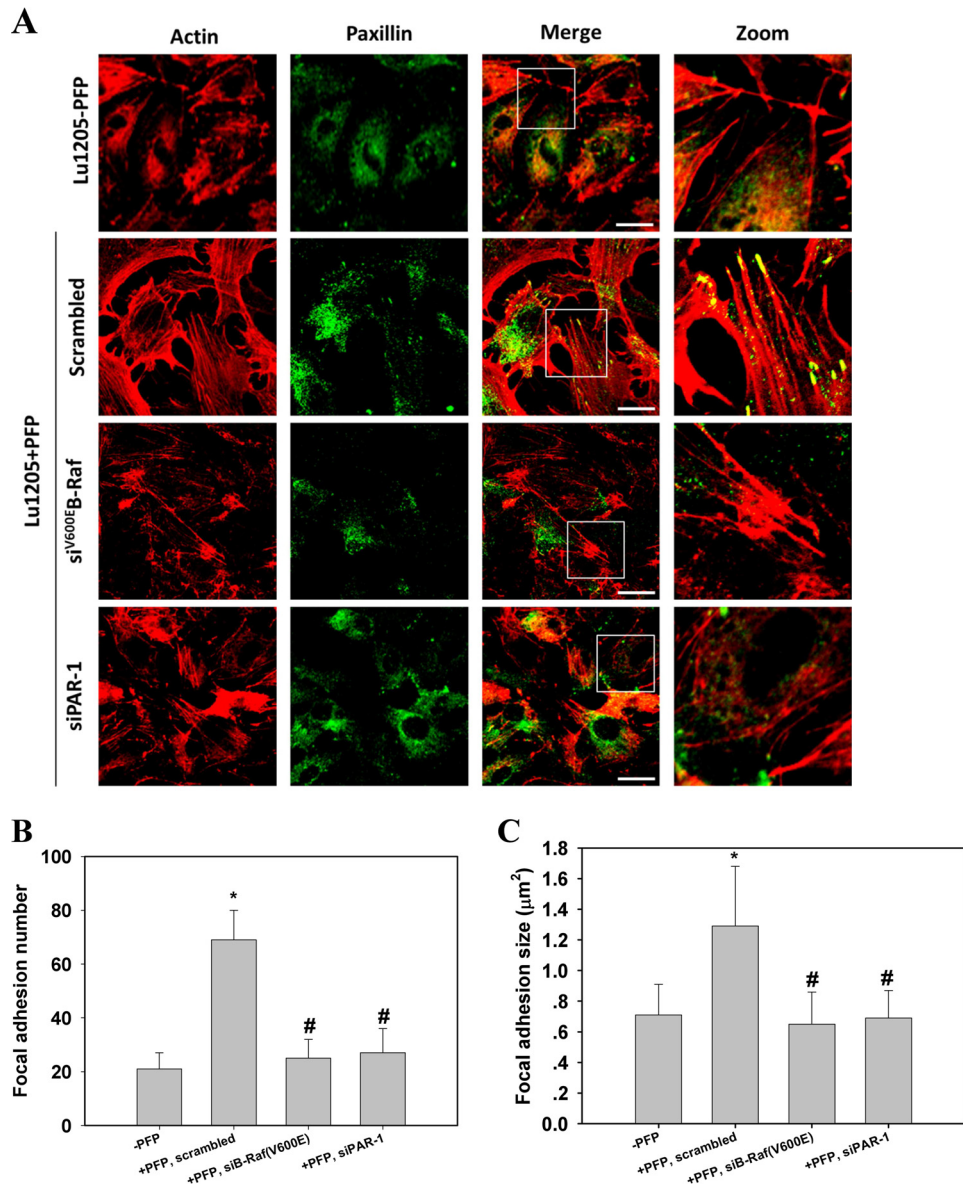 A
Actin Paxillin Merge Zoom
Lu1205-PFP
Lu1205+PFP
Scrambled
siV600EB-Raf
siPAR-1
B
Focal adhesion number
100
80
60
40
20
0
*
#
#
-PFP
+PFP, scrambled
+PFP, siB-Raf(V600E)
+PFP, siPAR-1
C
Focal adhesion size (μm²)
1.8
1.6
1.4
1.2
1.0
.8
.6
.4
.2
0
*
#
#
-PFP
+PFP, scrambled
+PFP, siB-Raf(V600E)
+PFP, siPAR-1